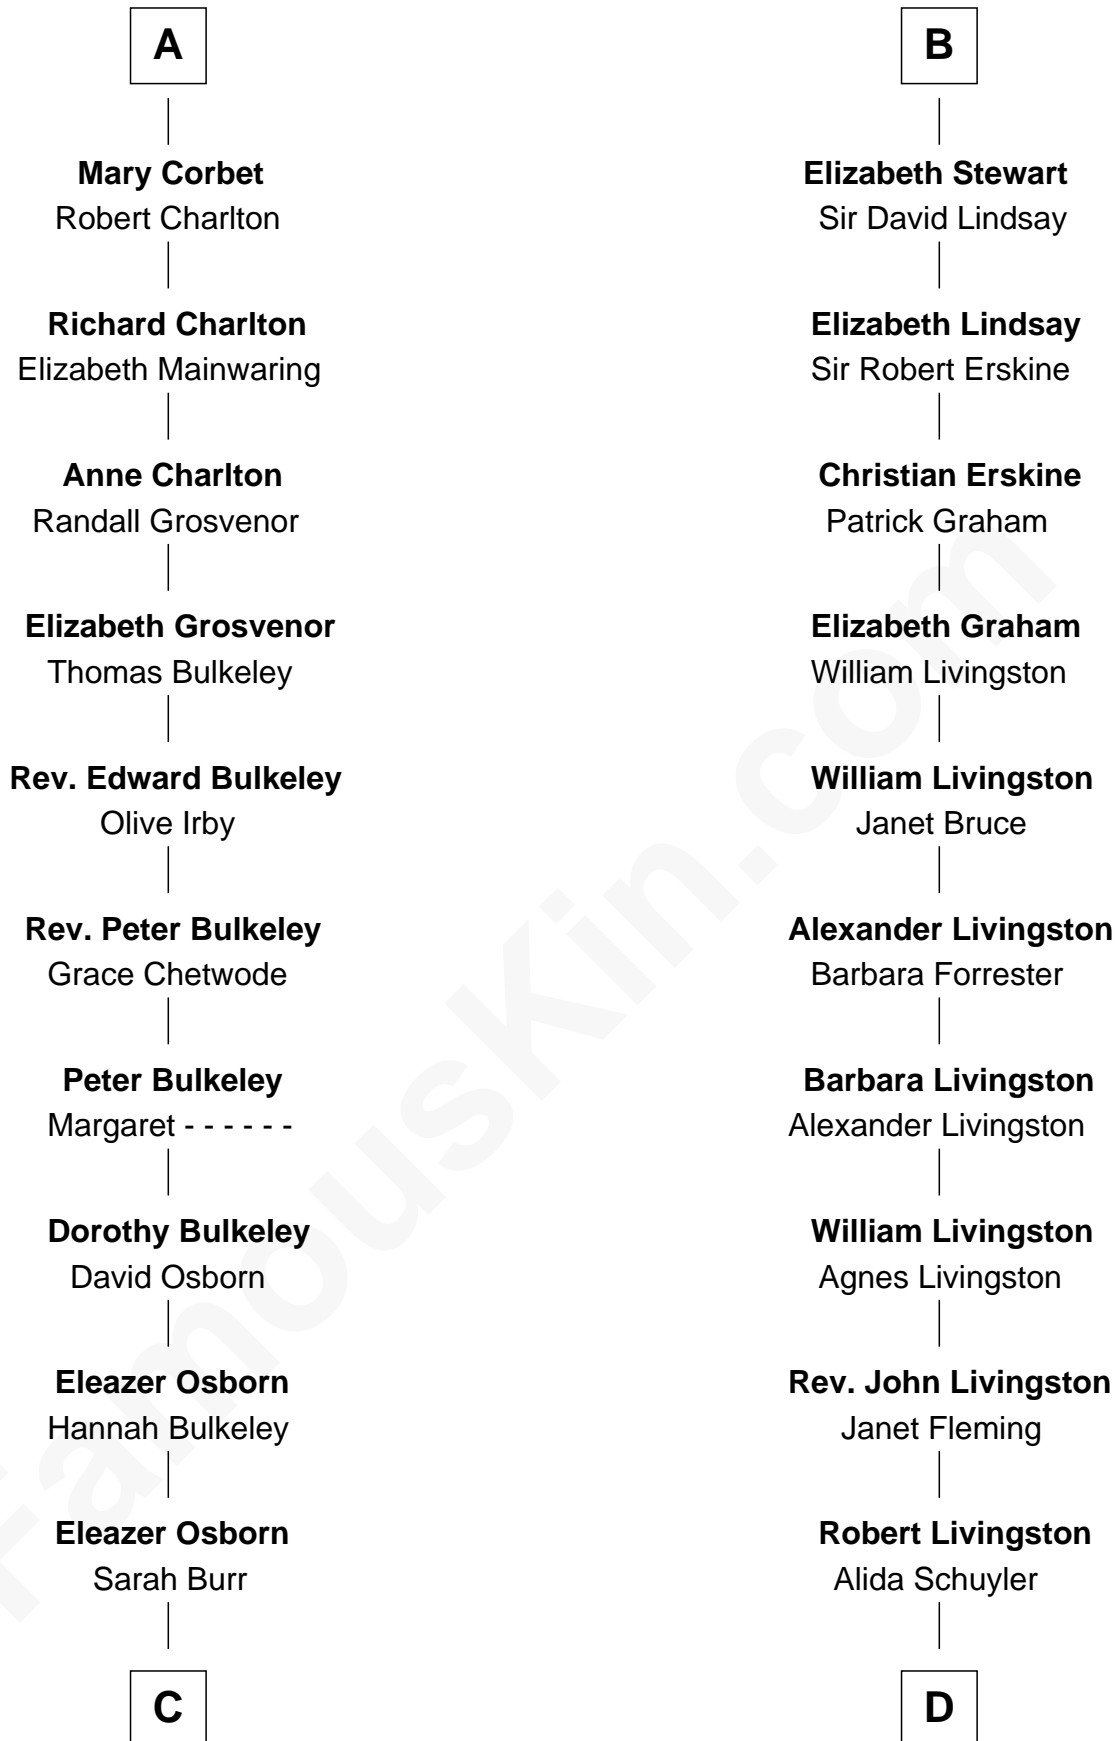 A
Mary Corbet
Robert Charlton
Richard Charlton
Elizabeth Mainwaring
Anne Charlton
Randall Grosvenor
Elizabeth Grosvenor
Thomas Bulkeley
Rev. Edward Bulkeley
Olive Irby
Rev. Peter Bulkeley
Grace Chetwode
Peter Bulkeley
Margaret - - - - - -
Dorothy Bulkeley
David Osborn
Eleazer Osborn
Hannah Bulkeley
Eleazer Osborn
Sarah Burr
C
B
Elizabeth Stewart
Sir David Lindsay
Elizabeth Lindsay
Sir Robert Erskine
Christian Erskine
Patrick Graham
Elizabeth Graham
William Livingston
William Livingston
Janet Bruce
Alexander Livingston
Barbara Forrester
Barbara Livingston
Alexander Livingston
William Livingston
Agnes Livingston
Rev. John Livingston
Janet Fleming
Robert Livingston
Alida Schuyler
D
FamousKin.com